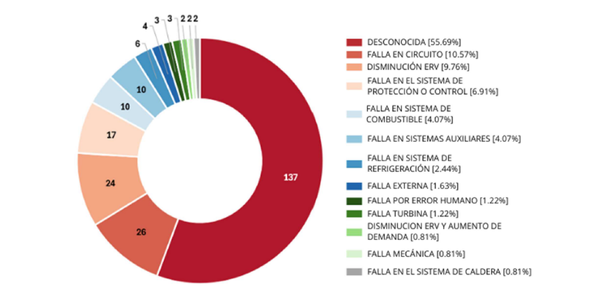 4
3
3
2
2
2
6
10
10
17
24
26
137
DESCONOCIDA [55.69%]
FALLA EN CIRCUITO [10.57%]
DISMINUCIÓN ERV [9.76%]
FALLA EN EL SISTEMA DE
PROTECCIÓN O CONTROL [6.91%]
FALLA EN SISTEMA DE
COMBUSTIBLE [4.07%]
FALLA EN SISTEMAS AUXILIARES [4.07%]
FALLA EN SISTEMA DE
REFRIGERACIÓN [2.44%]
FALLA EXTERNA [1.63%]
FALLA POR ERROR HUMANO [1.22%]
FALLA TURBINA [1.22%]
DISMINUCION ERV Y AUMENTO DE
DEMANDA [0.81%]
FALLA MECÁNICA [0.81%]
FALLA EN EL SISTEMA DE CALDERA [0.81%]